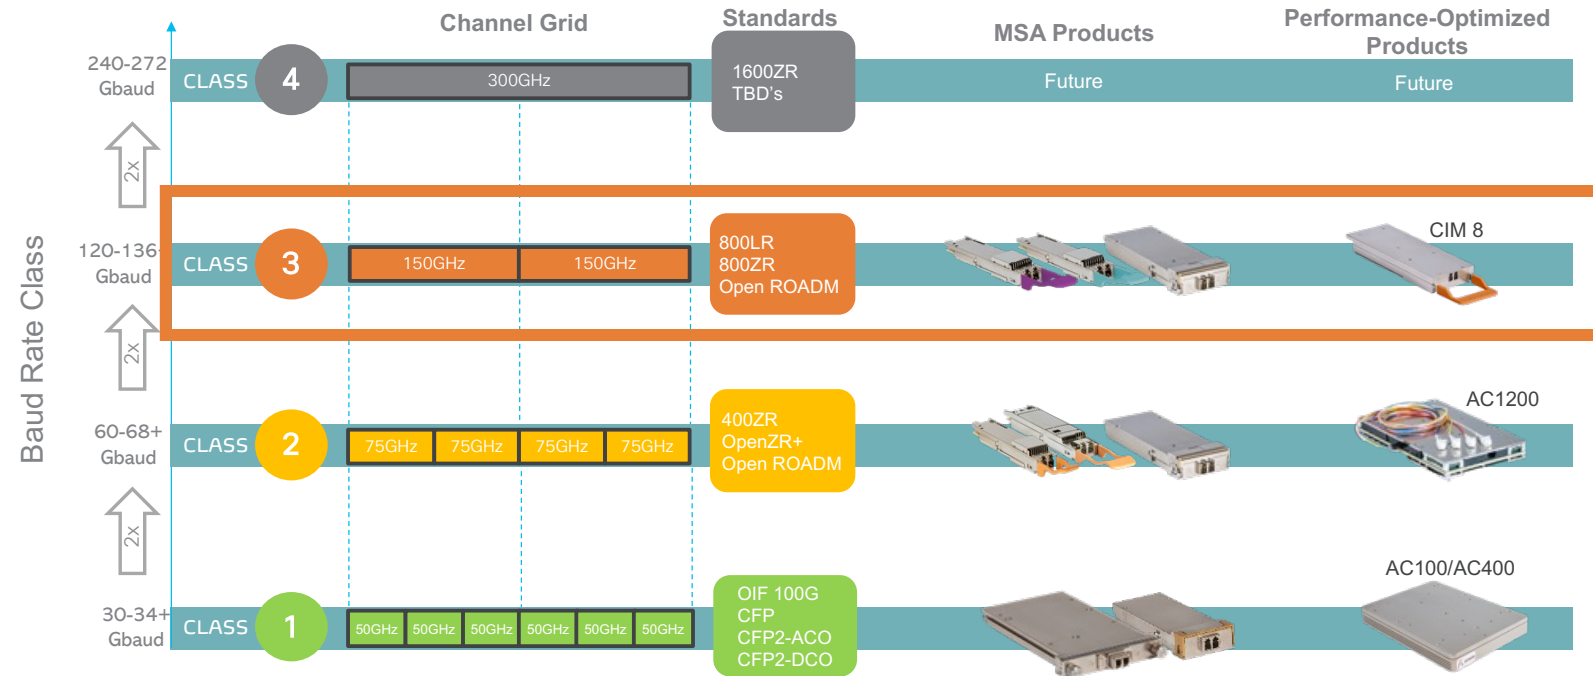 Channel Grid
Standards
MSA Products
Performance-Optimized
Products
240-272
Gbaud
CLASS
4
300GHz
1600ZR
TBD's
Future
Future
2x
Baud Rate Class
120-136+
Gbaud
CLASS
3
150GHz
150GHz
800LR
800ZR
Open ROADM
CIM 8
2x
60-68+
Gbaud
CLASS
2
75GHz
75GHz
75GHz
75GHz
400ZR
OpenZR+
Open ROADM
AC1200
2x
30-34+
Gbaud
CLASS
1
50GHz
50GHz
50GHz
50GHz
50GHz
50GHz
OIF 100G
CFP
CFP2-ACO
CFP2-DCO
AC100/AC400